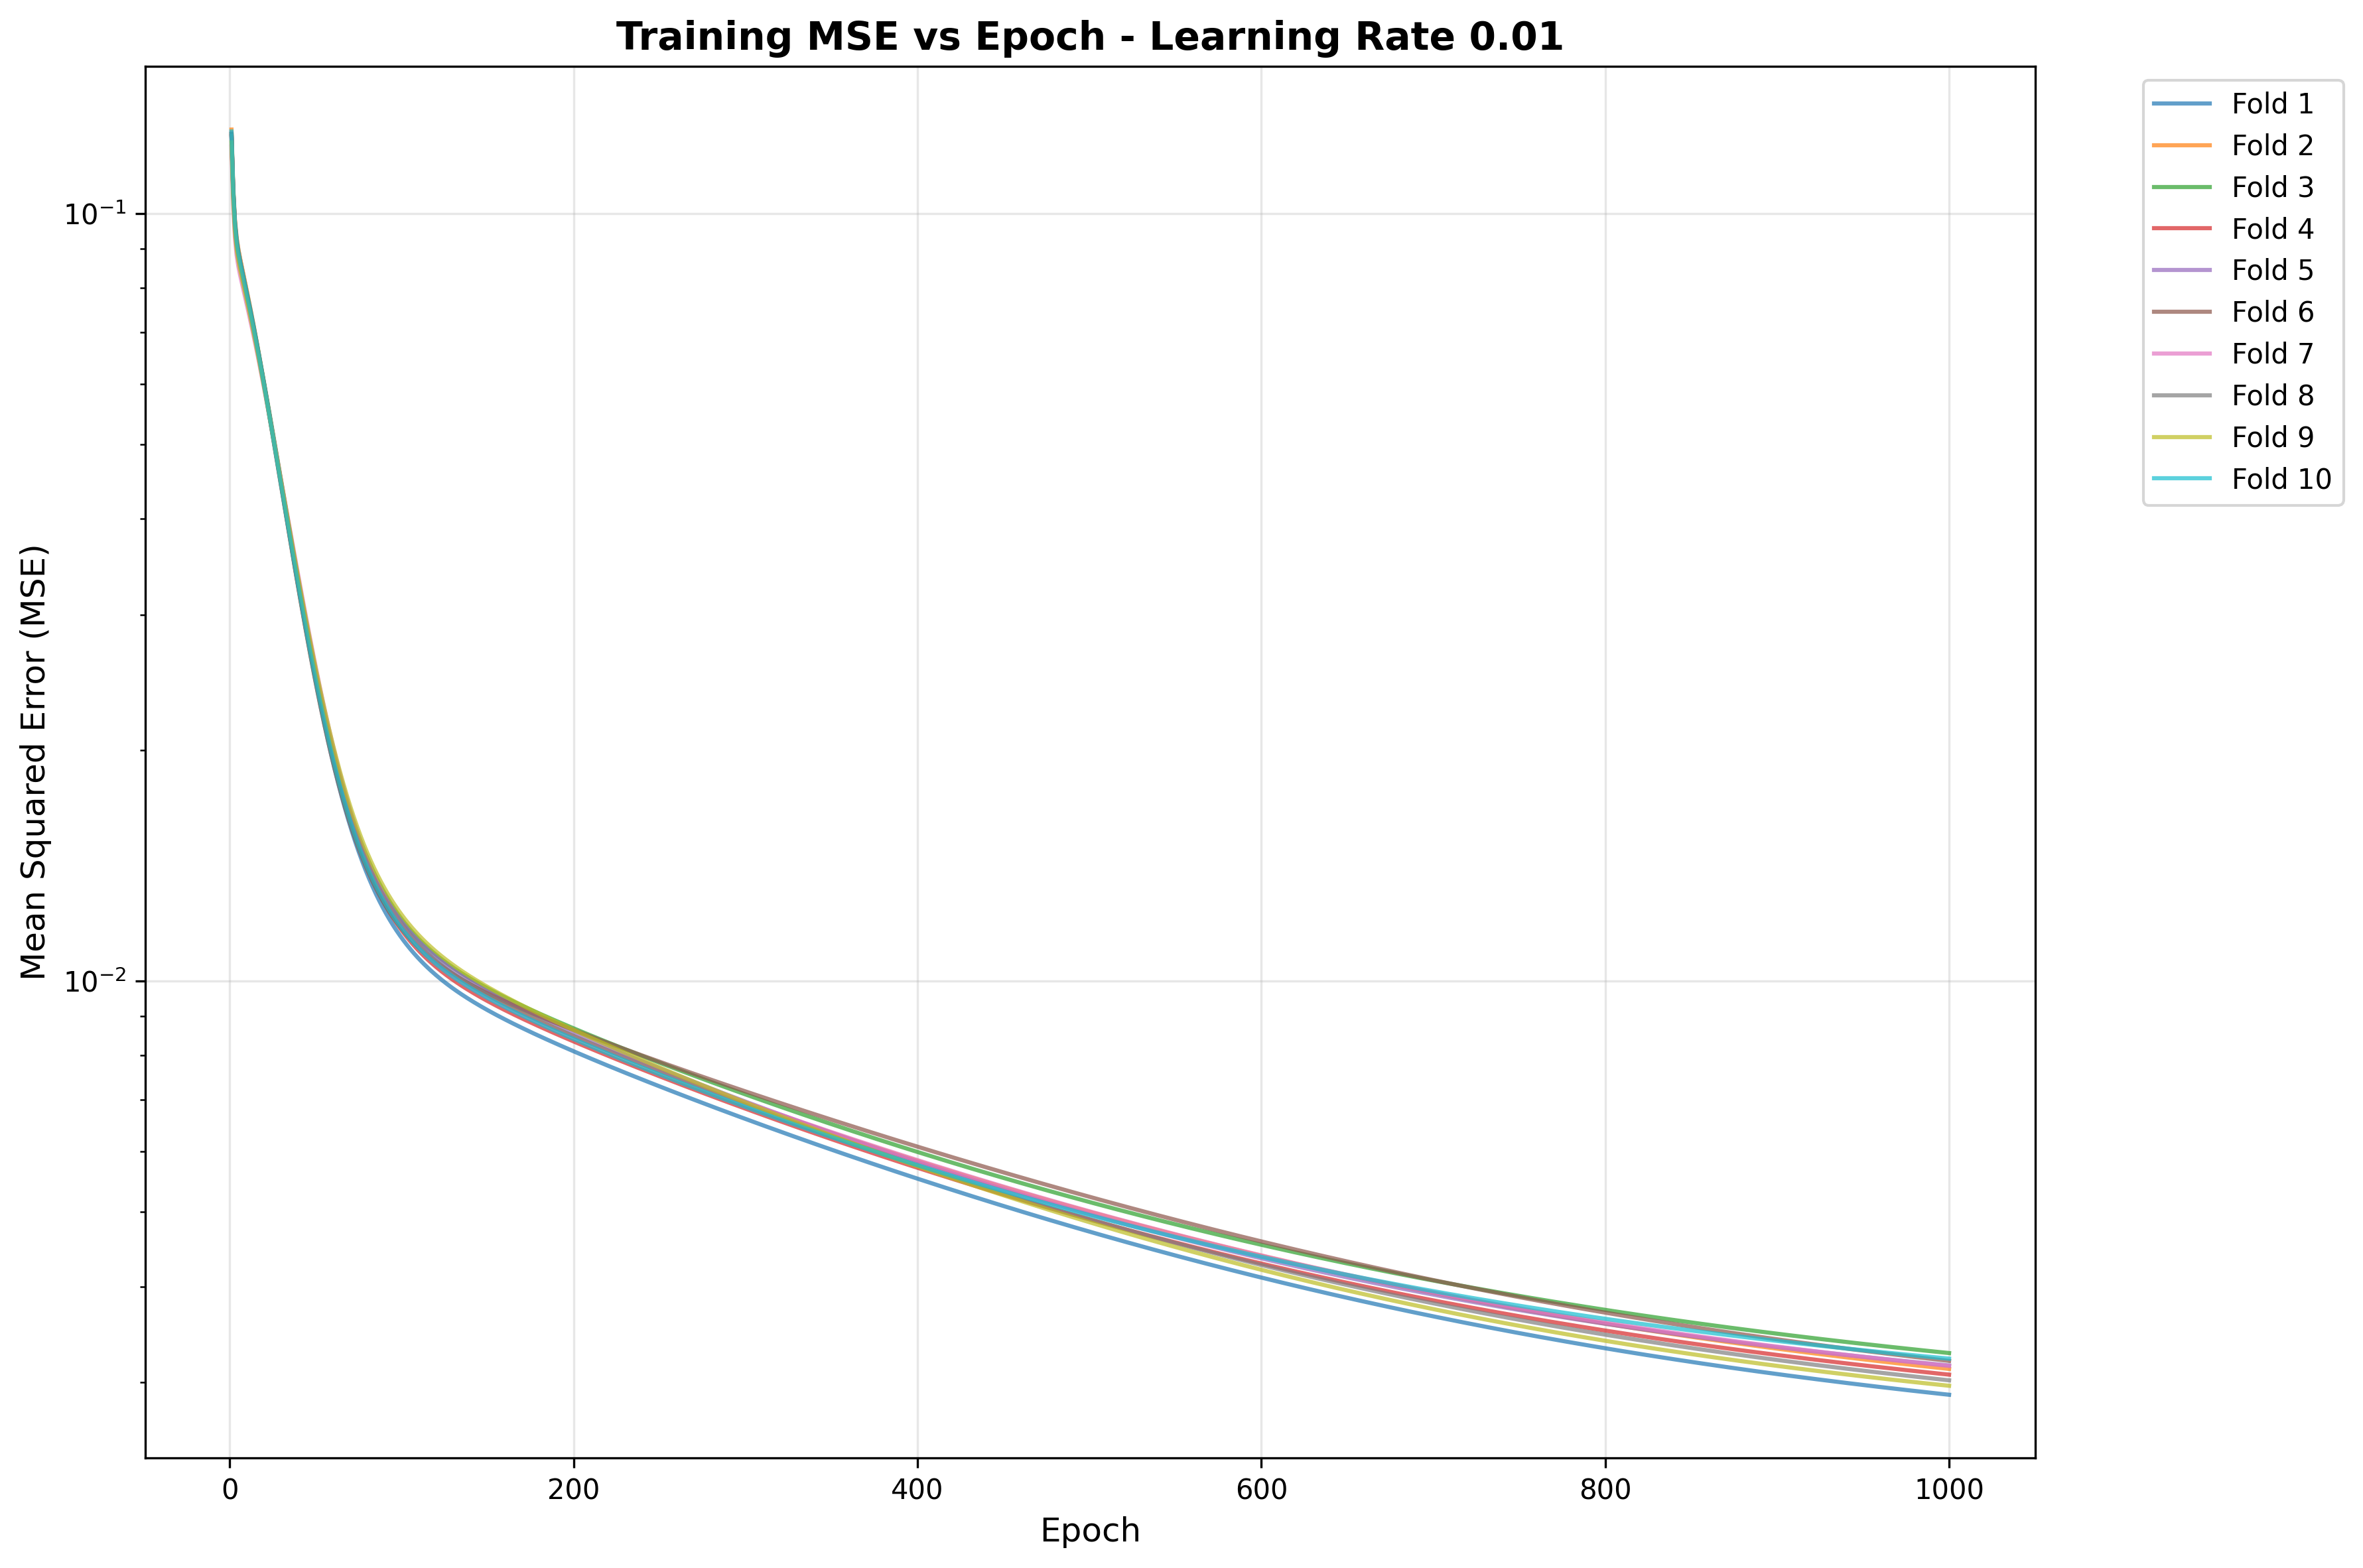 Training MSE vs Epoch - Learning Rate 0.01
Mean Squared Error (MSE)
10⁻¹
10⁻²
0
200
400
600
800
1000
Epoch
Fold 1
Fold 2
Fold 3
Fold 4
Fold 5
Fold 6
Fold 7
Fold 8
Fold 9
Fold 10